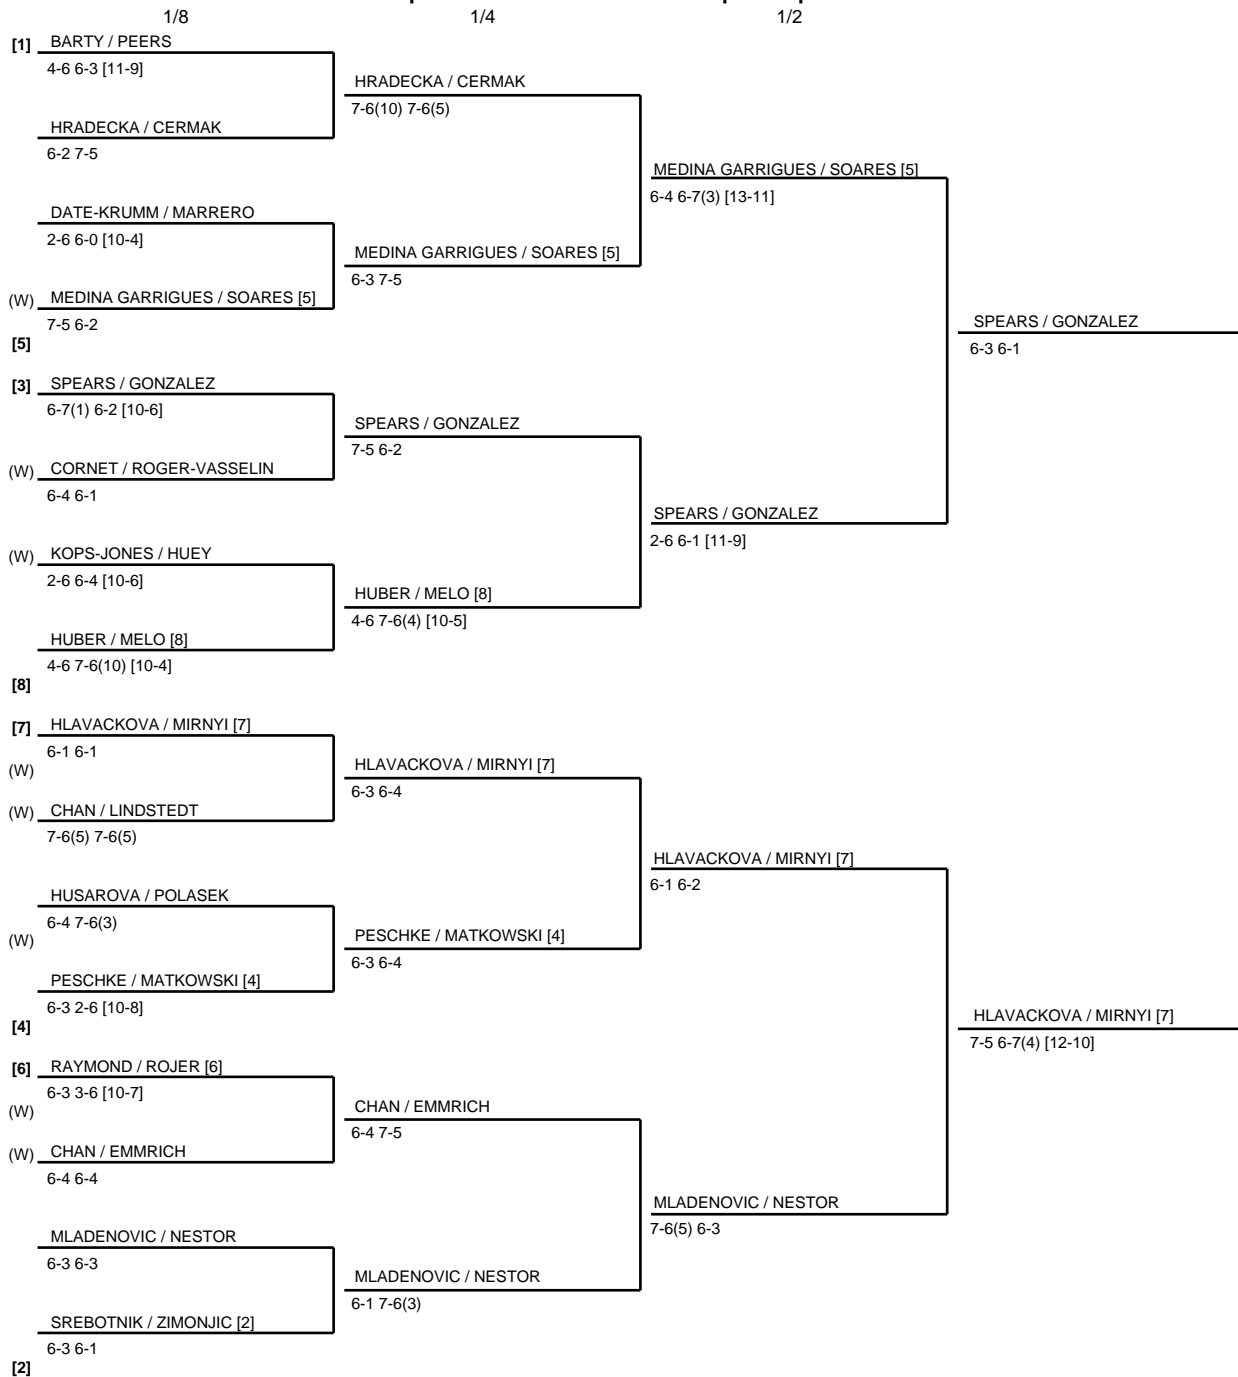 1/8
1/4
1/2
[1] BARTY / PEERS
4-6 6-3 [11-9]
HRADECKA / CERMAK
7-6(10) 7-6(5)
HRADECKA / CERMAK
6-2 7-5
MEDINA GARRIGUES / SOARES [5]
6-4 6-7(3) [13-11]
DATE-KRUMM / MARRERO
2-6 6-0 [10-4]
MEDINA GARRIGUES / SOARES [5]
6-3 7-5
(W) MEDINA GARRIGUES / SOARES [5]
7-5 6-2
[5]
SPEARS / GONZALEZ
6-3 6-1
[3] SPEARS / GONZALEZ
6-7(1) 6-2 [10-6]
SPEARS / GONZALEZ
7-5 6-2
(W) CORNET / ROGER-VASSELIN
6-4 6-1
SPEARS / GONZALEZ
2-6 6-1 [11-9]
(W) KOPS-JONES / HUEY
2-6 6-4 [10-6]
HUBER / MELO [8]
4-6 7-6(4) [10-5]
HUBER / MELO [8]
4-6 7-6(10) [10-4]
[8]
[7] HLAVACKOVA / MIRNYI [7]
6-1 6-1
(W)
HLAVACKOVA / MIRNYI [7]
6-3 6-4
(W) CHAN / LINDSTEDT
7-6(5) 7-6(5)
HLAVACKOVA / MIRNYI [7]
6-1 6-2
HUSAROVA / POLASEK
6-4 7-6(3)
(W)
PESCHKE / MATKOWSKI [4]
6-3 6-4
PESCHKE / MATKOWSKI [4]
6-3 2-6 [10-8]
[4]
HLAVACKOVA / MIRNYI [7]
7-5 6-7(4) [12-10]
[6] RAYMOND / ROJER [6]
6-3 3-6 [10-7]
(W)
CHAN / EMMRICH
6-4 7-5
(W) CHAN / EMMRICH
6-4 6-4
MLADENOVIC / NESTOR
7-6(5) 6-3
MLADENOVIC / NESTOR
6-3 6-3
MLADENOVIC / NESTOR
6-1 7-6(3)
SREBOTNIK / ZIMONJIC [2]
6-3 6-1
[2]